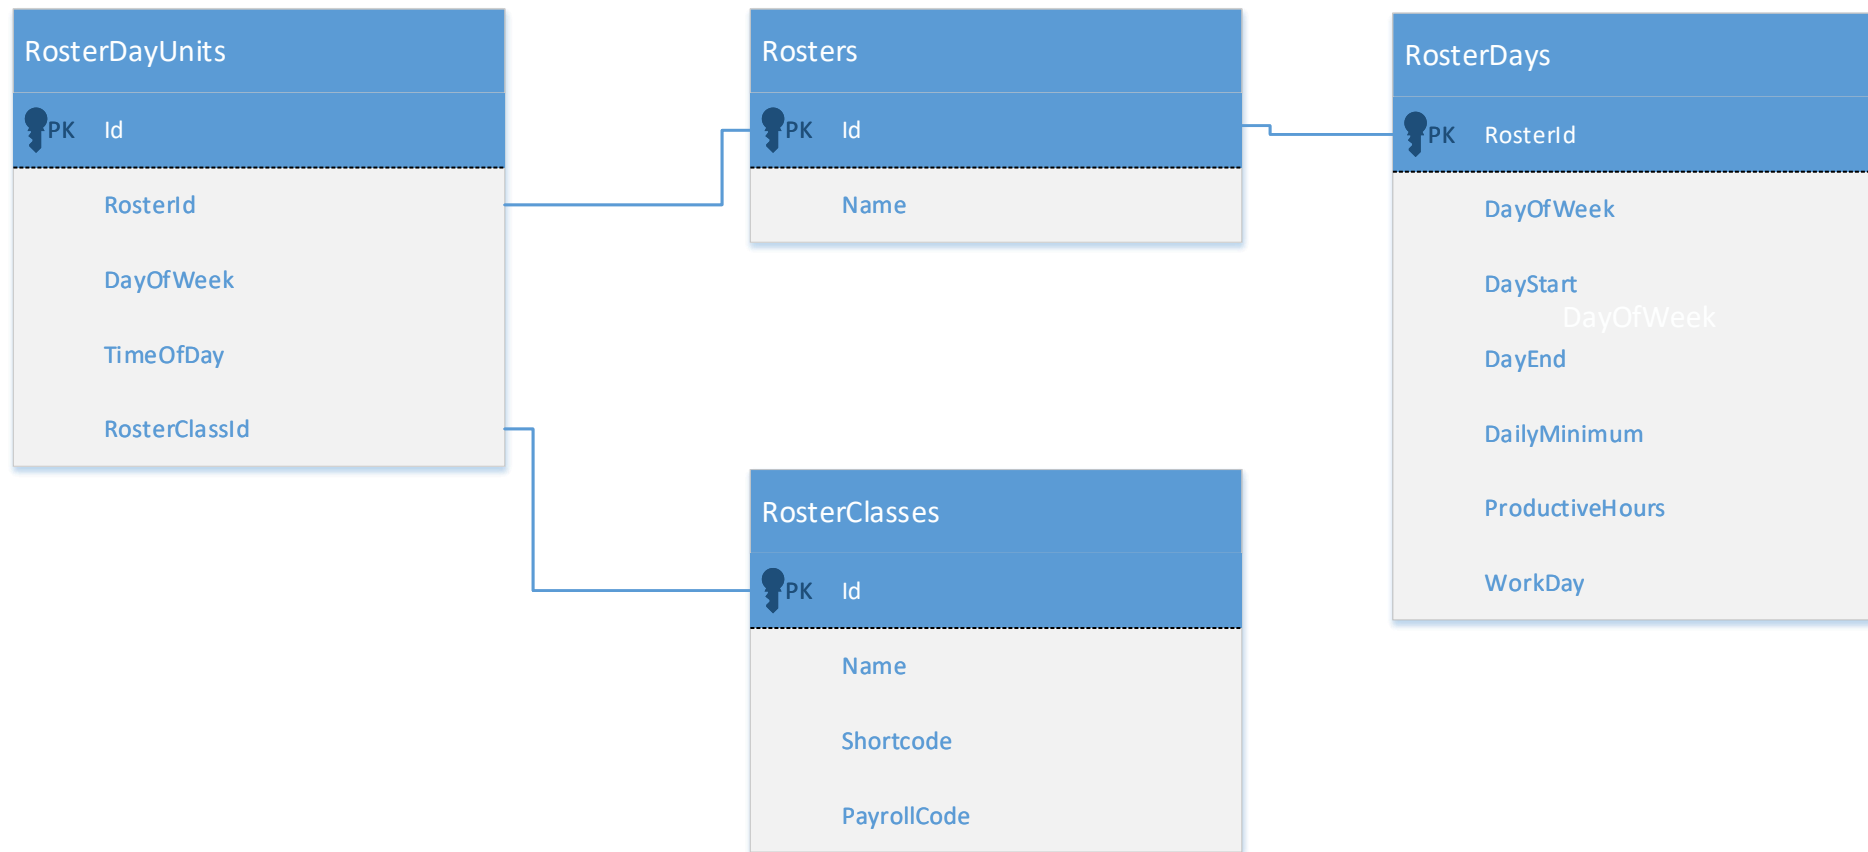 RosterDayUnits
PK Id
RosterId
DayOfWeek
TimeOfDay
RosterClassId
Rosters
PK Id
Name
RosterClasses
PK Id
Name
Shortcode
PayrollCode
RosterDays
PK RosterId
DayOfWeek
DayStart
DayOfWeek
DayEnd
DailyMinimum
ProductiveHours
WorkDay